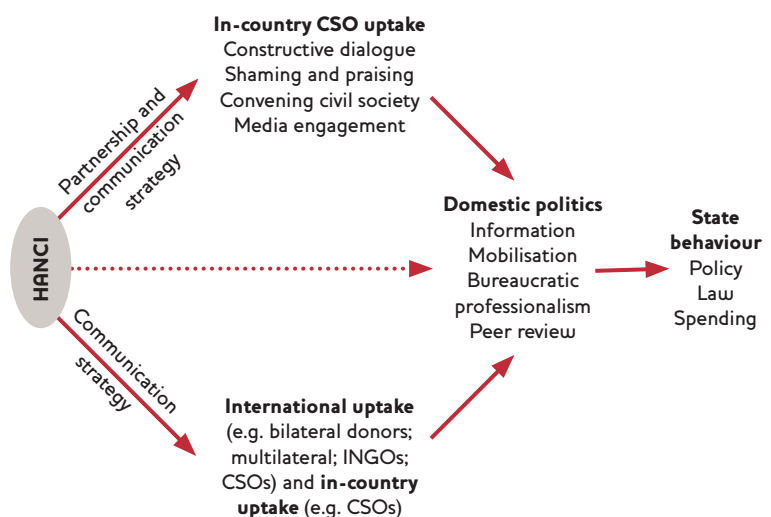 In-country CSO uptake
Constructive dialogue
Shaming and praising
Convening civil society
Media engagement
Partnership and
communication
strategy
HANCI
Domestic politics
Information
Mobilisation
Bureaucratic
professionalism
Peer review
State
behaviour
Policy
Law
Spending
Communication
strategy
International uptake
(e.g. bilateral donors;
multilateral; INGOs;
CSOs) and in-country
uptake (e.g. CSOs)